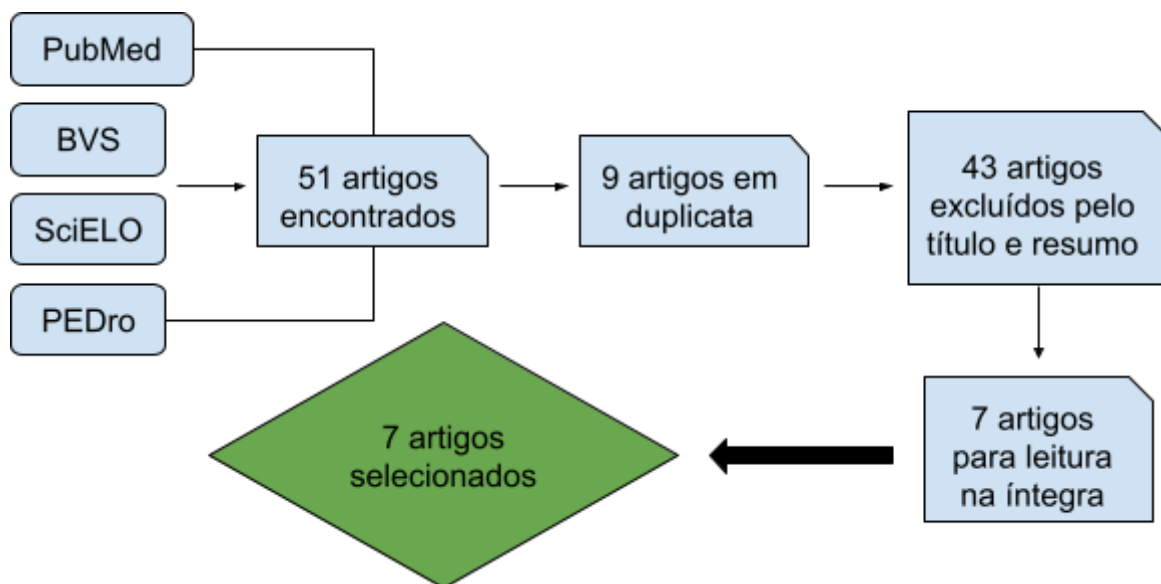 PubMed
BVS
SciELO
PEDro
51 artigos
encontrados
9 artigos em
duplicata
43 artigos
excluídos pelo
título e resumo
7 artigos
para leitura
na íntegra
7 artigos
selecionados